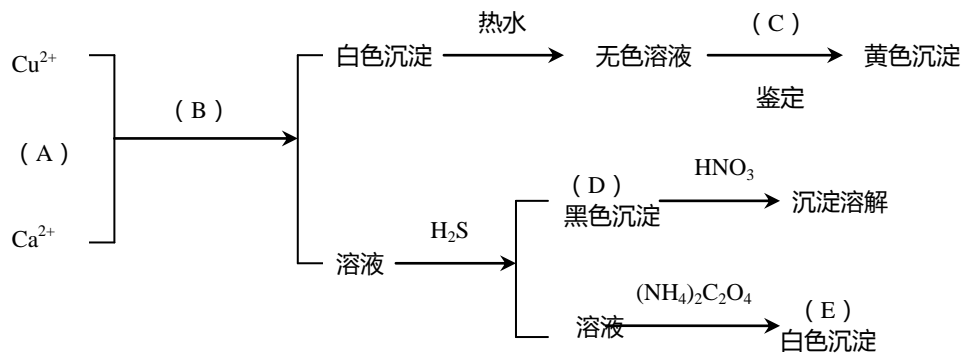 Cu²⁺
（A）
Ca²⁺
（B）
白色沉淀
热水
无色溶液
（C）
鉴定
黄色沉淀
溶液
H₂S
（D）
黑色沉淀
HNO₃
沉淀溶解
溶液
(NH₄)₂C₂O₄
（E）
白色沉淀